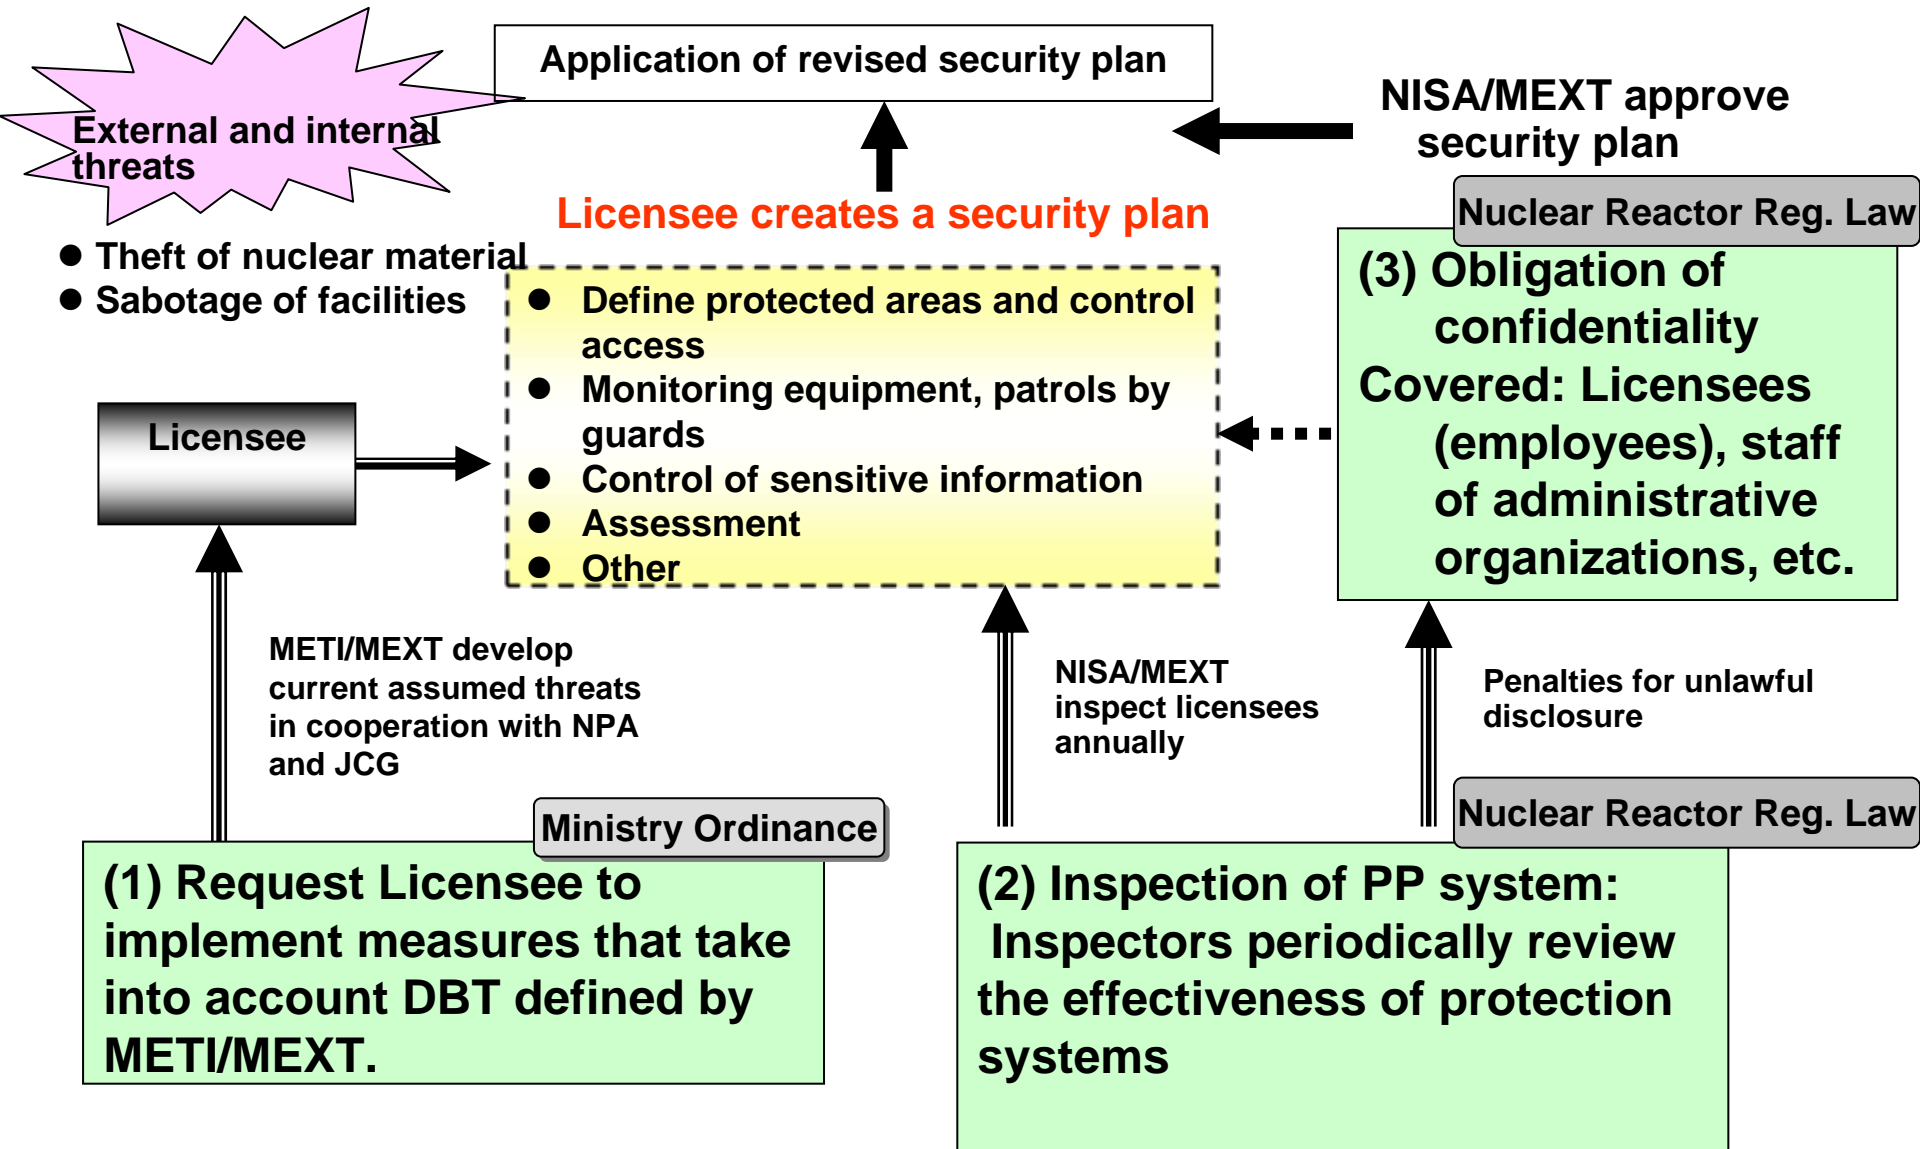 Application of revised security plan
External and internal
threats
NISA/MEXT approve
security plan
Licensee creates a security plan
● Theft of nuclear material
● Sabotage of facilities
● Define protected areas and control
access
● Monitoring equipment, patrols by
guards
● Control of sensitive information
● Assessment
● Other
Licensee
Nuclear Reactor Reg. Law
(3) Obligation of
confidentiality
Covered: Licensees
(employees), staff
of administrative
organizations, etc.
METI/MEXT develop
current assumed threats
in cooperation with NPA
and JCG
NISA/MEXT
inspect licensees
annually
Penalties for unlawful
disclosure
Ministry Ordinance
(1) Request Licensee to
implement measures that take
into account DBT defined by
METI/MEXT.
Nuclear Reactor Reg. Law
(2) Inspection of PP system:
Inspectors periodically review
the effectiveness of protection
systems